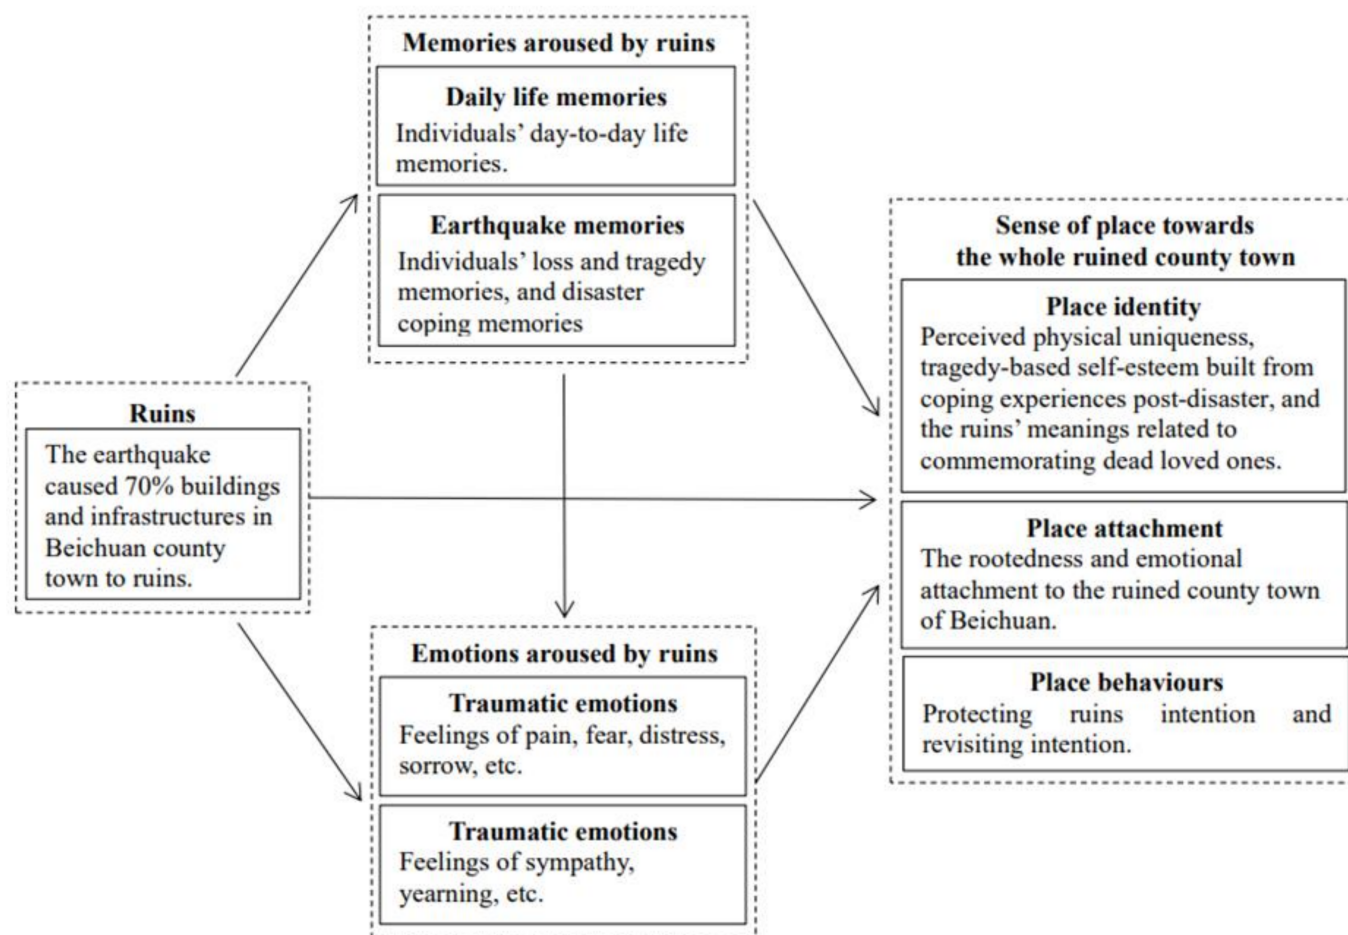 Memories aroused by ruins
Daily life memories
Individuals’ day-to-day life
memories.
Earthquake memories
Individuals’ loss and tragedy
memories, and disaster
coping memories
Ruins
The earthquake
caused 70% buildings
and infrastructures in
Beichuan county
town to ruins.
Emotions aroused by ruins
Traumatic emotions
Feelings of pain, fear, distress,
sorrow, etc.
Traumatic emotions
Feelings of sympathy,
yearning, etc.
Sense of place towards
the whole ruined county town
Place identity
Perceived physical uniqueness,
tragedy-based self-esteem built from
coping experiences post-disaster, and
the ruins’ meanings related to
commemorating dead loved ones.
Place attachment
The rootedness and emotional
attachment to the ruined county town
of Beichuan.
Place behaviours
Protecting ruins intention and
revisiting intention.